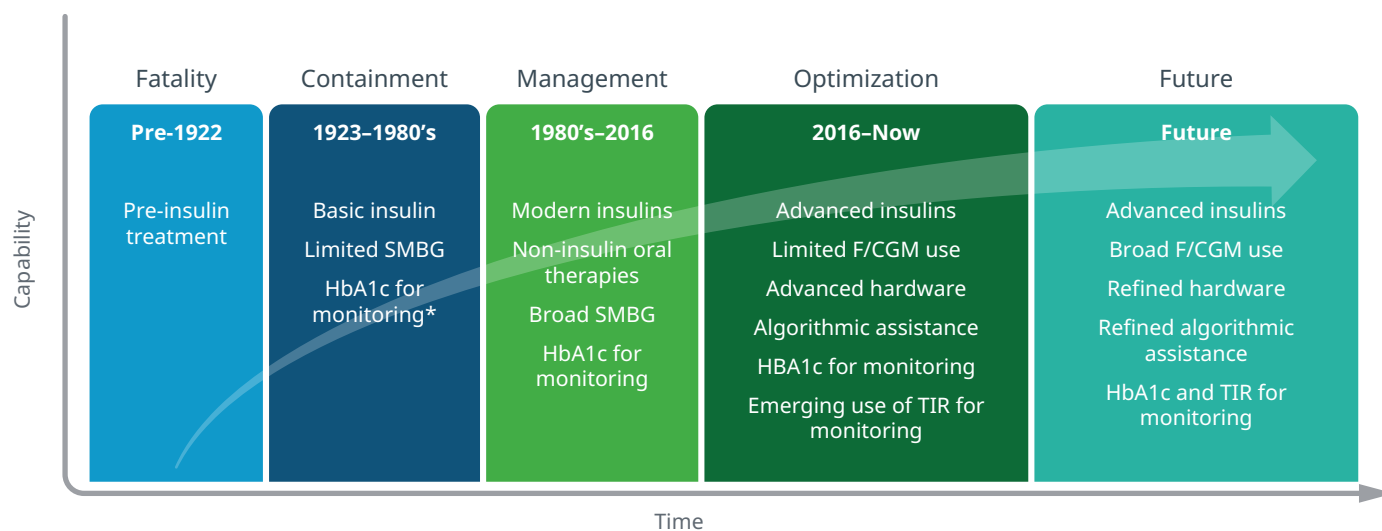 Fatality
Containment
Management
Optimization
Future
Pre-1922
1923–1980’s
1980’s–2016
2016–Now
Future
Pre-insulin
treatment
Basic insulin
Limited SMBG
HbA1c for
monitoring*
Modern insulins
Non-insulin oral
therapies
Broad SMBG
HbA1c for
monitoring
Advanced insulins
Limited F/CGM use
Advanced hardware
Algorithmic assistance
HBA1c for monitoring
Emerging use of TIR for
monitoring
Advanced insulins
Broad F/CGM use
Refined hardware
Refined algorithmic
assistance
HbA1c and TIR for
monitoring
Capability
Time